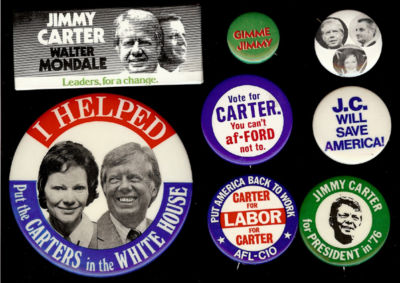 JIMMY
CARTER
WALTER
MONDALE
Leaders, for a change.
GIMME
JIMMY
Vote for
CARTER.
You can't
af-FORD
not to.
J.C.
WILL
SAVE
AMERICA!
I HELPED
Put the CARTERS in the WHITE HOUSE
PUT AMERICA BACK TO WORK
CARTER
FOR
LABOR
FOR
CARTER
AFL-CIO
JIMMY CARTER
for PRESIDENT in '76